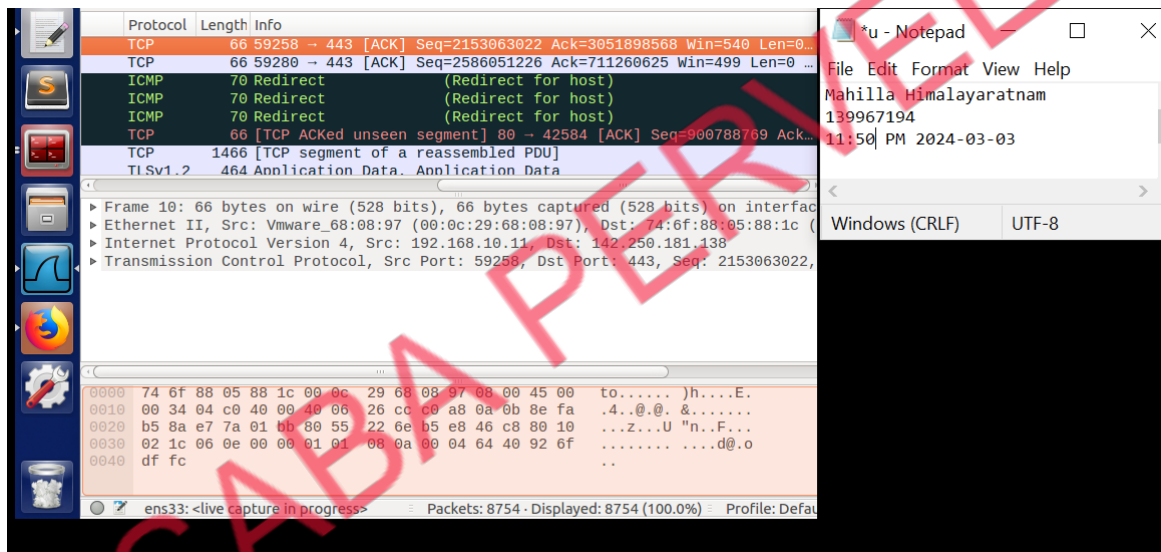 Protocol Length Info
TCP 66 59258 → 443 [ACK] Seq=2153063022 Ack=3051898568 Win=540 Len=0…
TCP 66 59280 → 443 [ACK] Seq=2586051226 Ack=711260625 Win=499 Len=0 …
ICMP 70 Redirect (Redirect for host)
ICMP 70 Redirect (Redirect for host)
ICMP 70 Redirect (Redirect for host)
TCP 66 [TCP ACKed unseen segment] 80 → 42584 [ACK] Seq=900788769 Ack…
TCP 1466 [TCP segment of a reassembled PDU]
TLSv1.2 464 Application Data, Application Data
Frame 10: 66 bytes on wire (528 bits), 66 bytes captured (528 bits) on interfac
Ethernet II, Src: Vmware_68:08:97 (00:0c:29:68:08:97), Dst: 74:6f:88:05:88:1c (
Internet Protocol Version 4, Src: 192.168.10.11, Dst: 142.250.181.138
Transmission Control Protocol, Src Port: 59258, Dst Port: 443, Seq: 2153063022,
0000 74 6f 88 05 88 1c 00 0c 29 68 08 97 08 00 45 00 to...... )h....E.
0010 00 34 04 c0 40 00 40 06 26 cc c0 a8 0a 0b 8e fa .4..@.@. &.......
0020 b5 8a e7 7a 01 bb 80 55 22 6e b5 e8 46 c8 80 10 ...z...U "n..F...
0030 02 1c 06 0e 00 00 01 01 08 0a 00 04 64 40 92 6f ........ ....d@.o
0040 df fc ..
ens33: <live capture in progress> Packets: 8754 · Displayed: 8754 (100.0%) Profile: Defau
*u - Notepad
File Edit Format View Help
Mahilla Himalayaratnam
139967194
11:50 PM 2024-03-03
Windows (CRLF) UTF-8
CABA PERVE